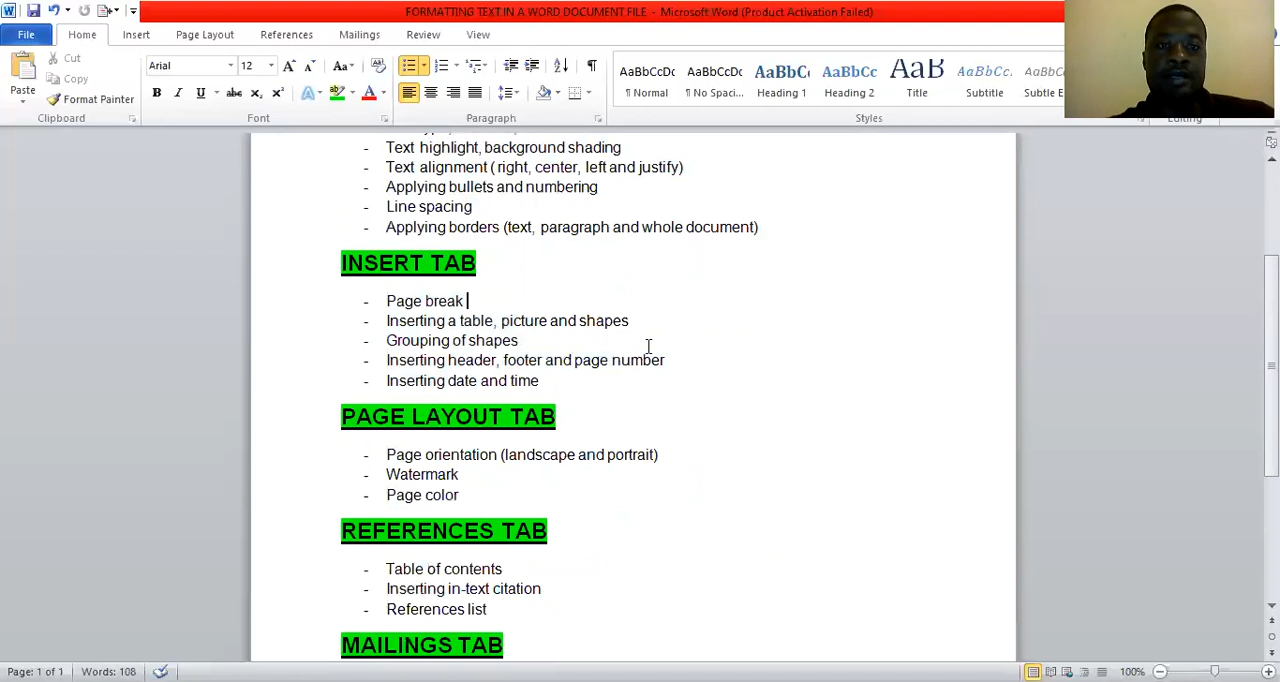 FORMATTING TEXT IN A WORD DOCUMENT FILE - Microsoft Word (Product Activation Failed)
File Home Insert Page Layout References Mailings Review View
Cut
Copy
Format Painter
Paste
Clipboard
Arial 12
Font
Paragraph
AaBbCcDc AaBbCcDc AaBbCc AaBbCc AaB AaBbCc. AaBbCc
¶ Normal ¶ No Spaci... Heading 1 Heading 2 Title Subtitle Subtle E
Styles
Editing
- Text highlight, background shading
- Text alignment ( right, center, left and justify)
- Applying bullets and numbering
- Line spacing
- Applying borders (text, paragraph and whole document)
INSERT TAB
- Page break
- Inserting a table, picture and shapes
- Grouping of shapes
- Inserting header, footer and page number
- Inserting date and time
PAGE LAYOUT TAB
- Page orientation (landscape and portrait)
- Watermark
- Page color
REFERENCES TAB
- Table of contents
- Inserting in-text citation
- References list
MAILINGS TAB
Page: 1 of 1 Words: 108 100%